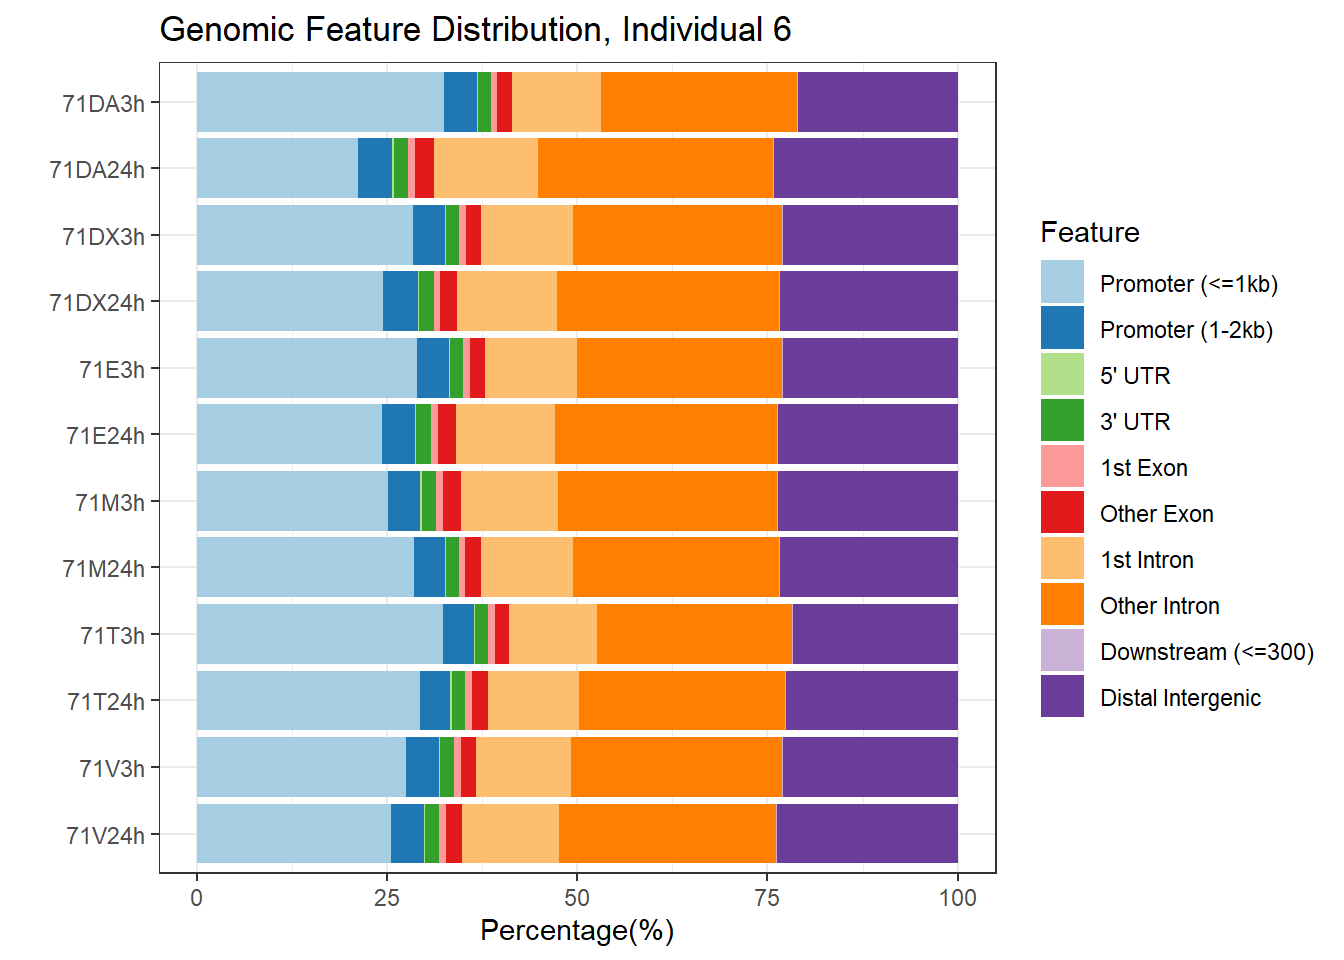 Genomic Feature Distribution, Individual 6
71DA3h
71DA24h
71DX3h
71DX24h
71E3h
71E24h
71M3h
71M24h
71T3h
71T24h
71V3h
71V24h
0 25 50 75 100
Percentage(%)
Feature
Promoter (<=1kb)
Promoter (1-2kb)
5' UTR
3' UTR
1st Exon
Other Exon
1st Intron
Other Intron
Downstream (<=300)
Distal Intergenic